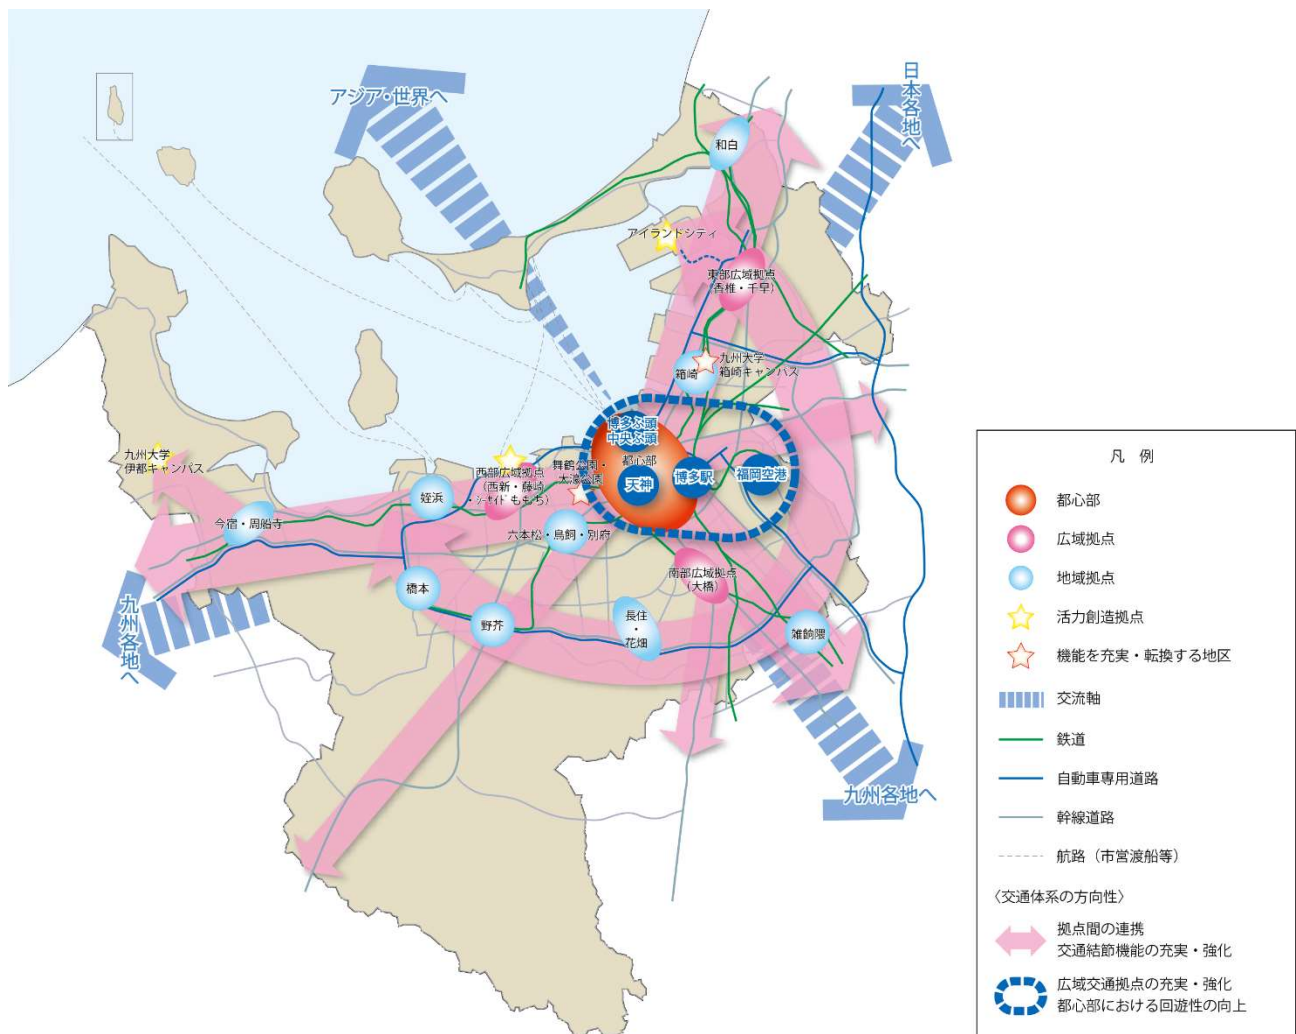 アジア・世界へ
日本各地へ
和白
アイランドシティ
東部広域拠点
（香椎・千早）
九州大学
箱崎キャンパス
箱崎
博多ふ頭
中央ふ頭
都心部
天神
博多駅
福岡空港
舞鶴公園・
大濠公園
西部広域拠点
（西新・藤崎
・シーサイドももち）
九州大学
伊都キャンパス
姪浜
今宿・周船寺
六本松・鳥飼・別府
南部広域拠点
（大橋）
橋本
野芥
長住
・
花畑
雑餉隈
九州各地へ
九州各地へ
凡　例
都心部
広域拠点
地域拠点
活力創造拠点
機能を充実・転換する地区
交流軸
鉄道
自動車専用道路
幹線道路
航路（市営渡船等）
〈交通体系の方向性〉
拠点間の連携
交通結節機能の充実・強化
広域交通拠点の充実・強化
都心部における回遊性の向上